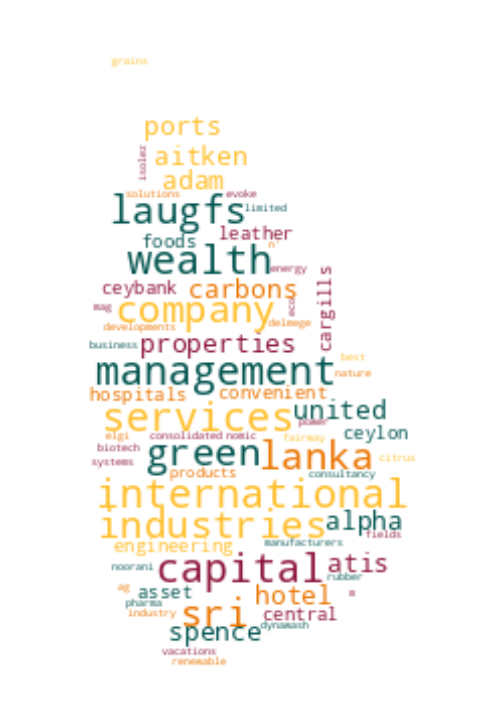 grains
ports
isolez
aitken
adam
solutions evoke
laugfs limited
foods leather
n'
wealth energy
ceybank carbons
cargills
mag company eco
developments delmege
business properties
best
management nature
hospitals convenient
services united
power
elgi consolidated nomic fairway ceylon
biotech
systems green lanka citrus
products consultancy
international
industries alpha
fields
engineering manufacturers
noorani capital atis
rubber
ag asset hotel m
pharma
industry sri central
spence dynawash
vacations
renewable